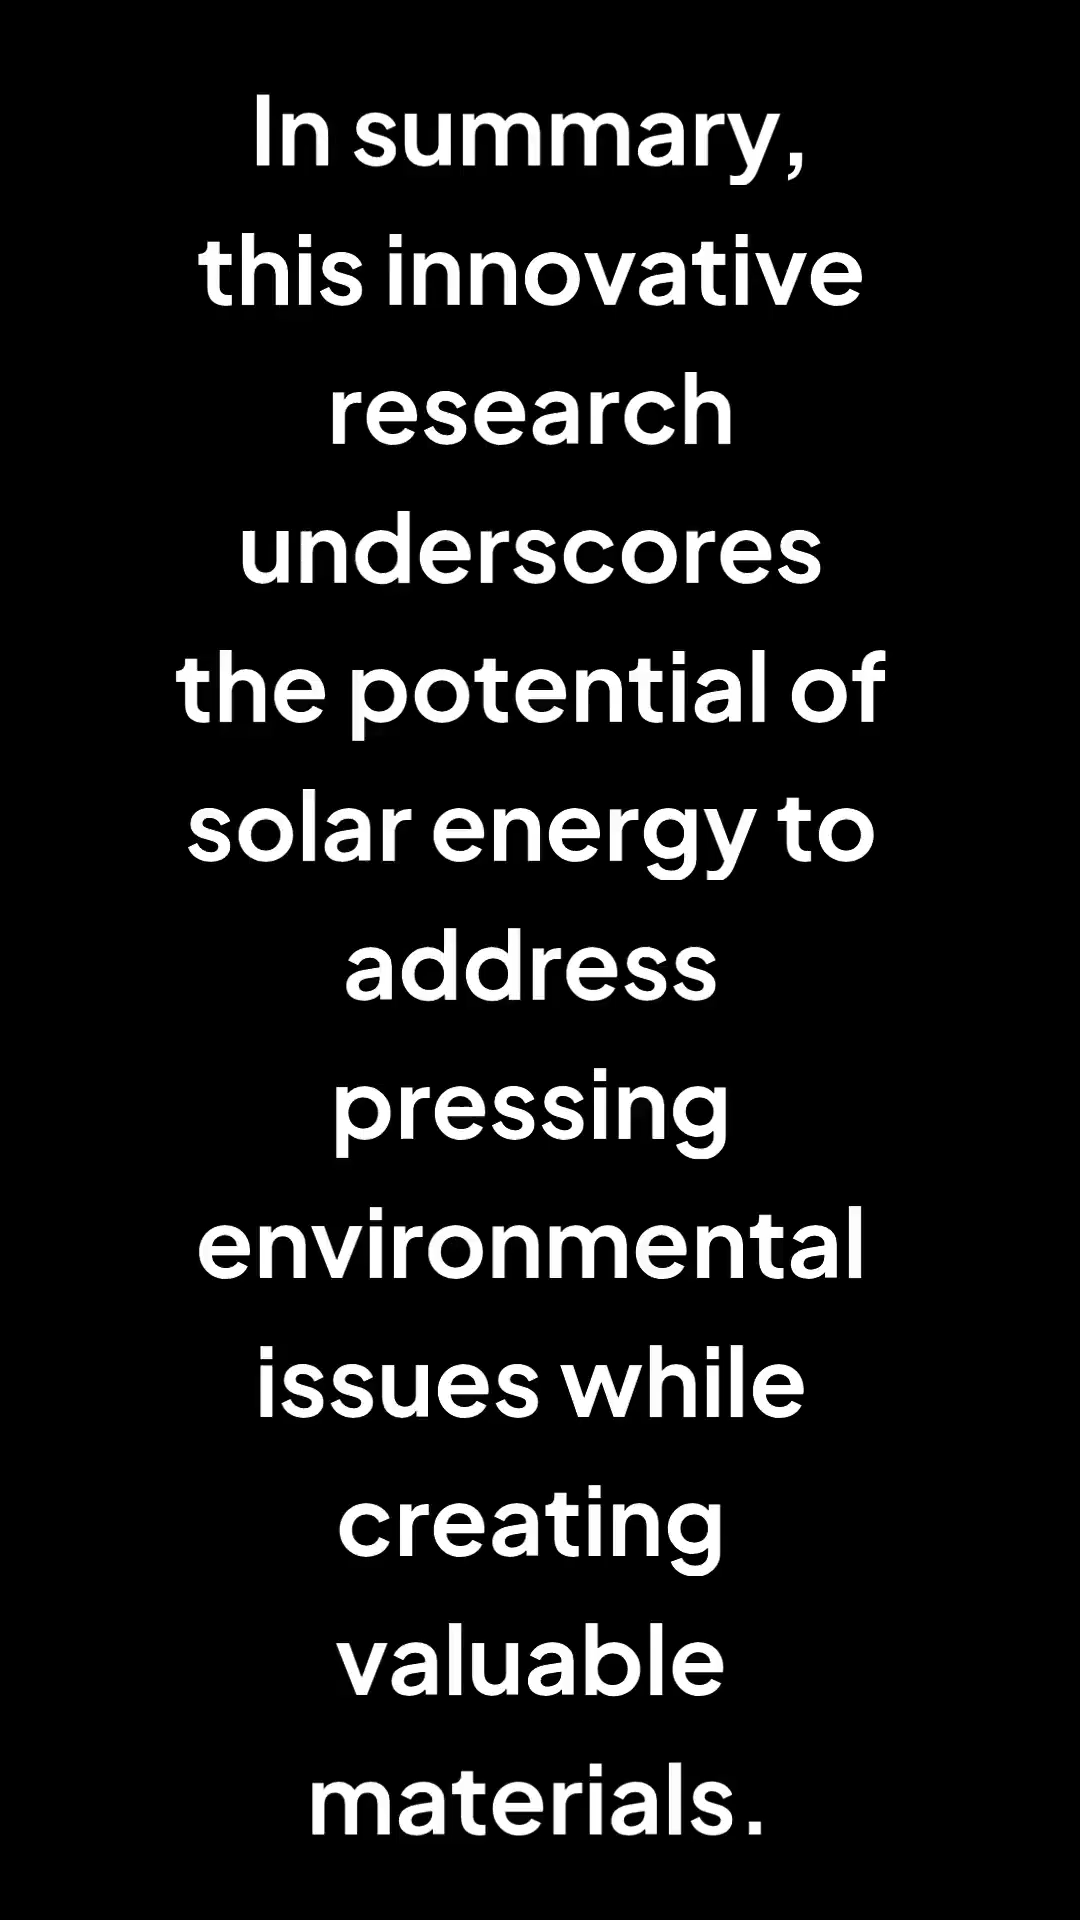 In summary,
this innovative
research
underscores
the potential of
solar energy to
address
pressing
environmental
issues while
creating
valuable
materials.